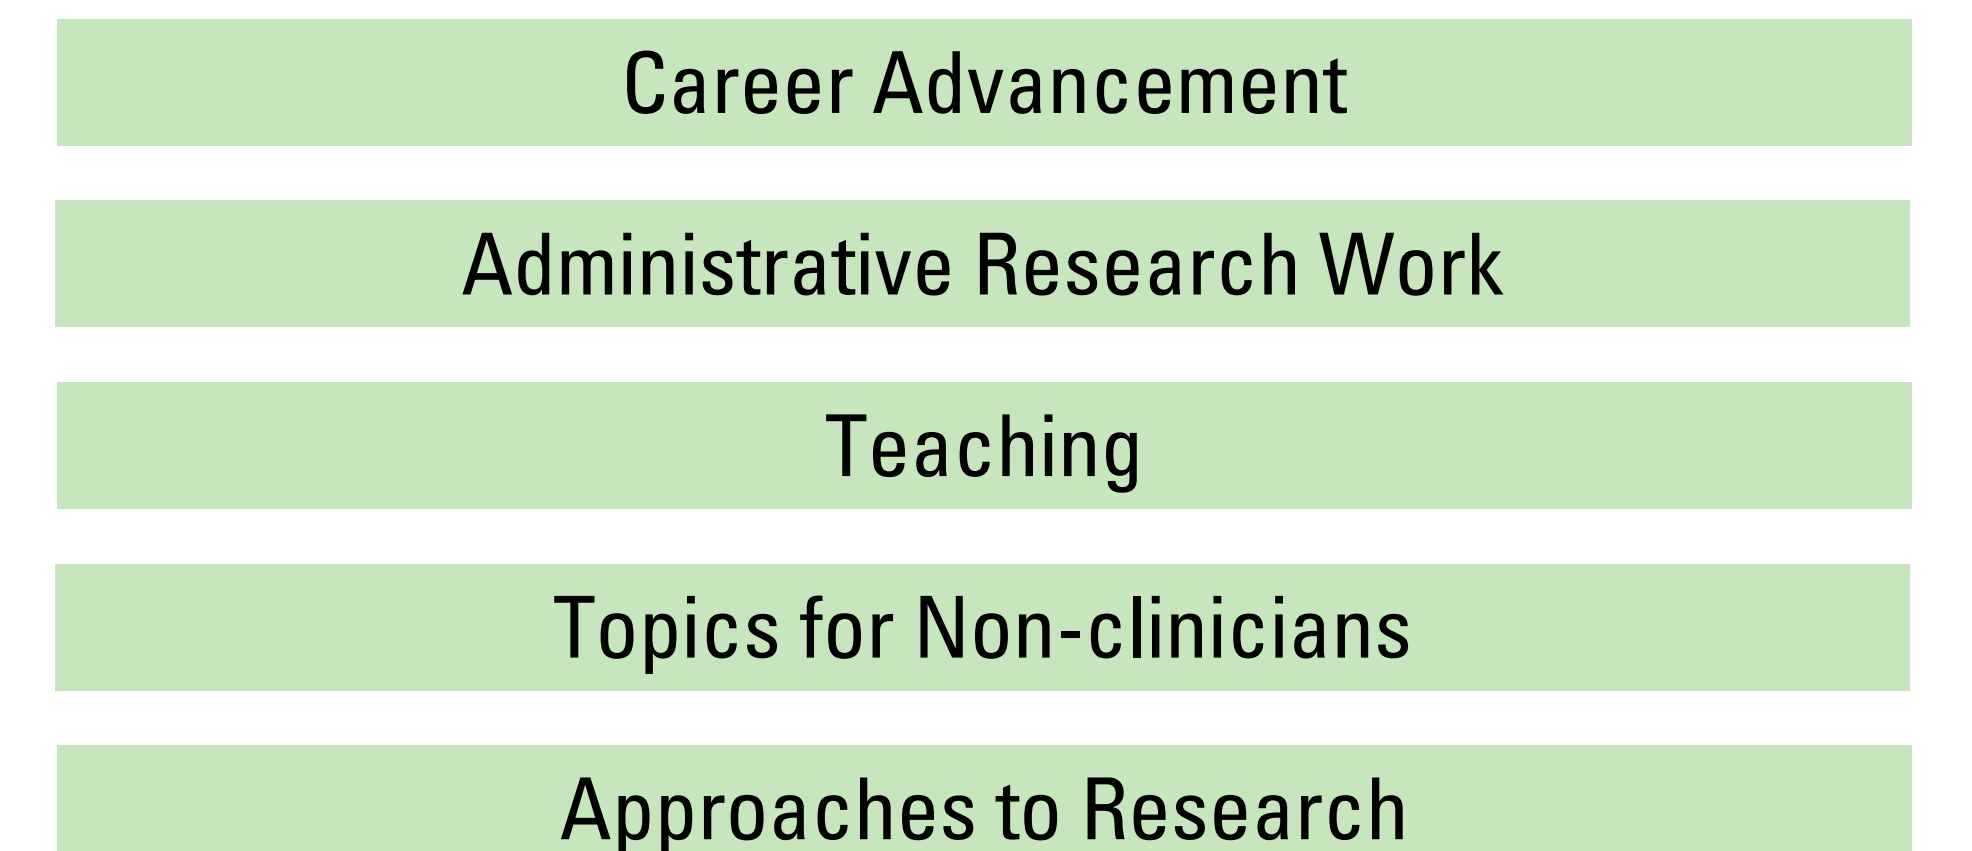 Career Advancement
Administrative Research Work
Teaching
Topics for Non-clinicians
Approaches to Research